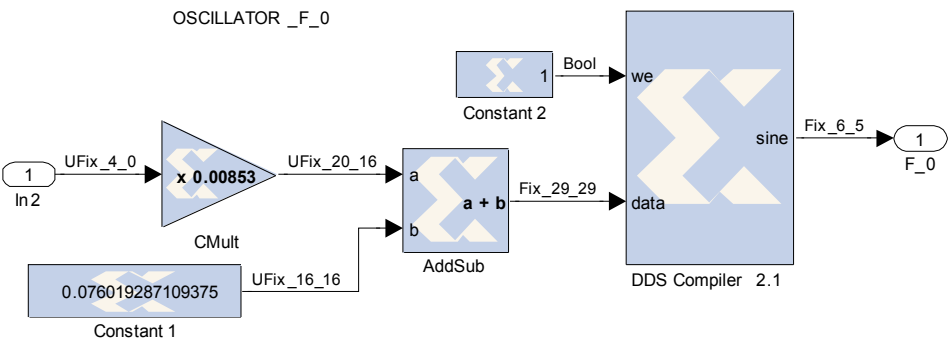 OSCILLATOR _F_0
1
Bool
we
Constant 2
sine
Fix_6_5
1
F_0
1
In2
UFix_4_0
x 0.00853
CMult
UFix_20_16
a
b
a + b
AddSub
Fix_29_29
data
DDS Compiler 2.1
0.076019287109375
UFix_16_16
Constant 1